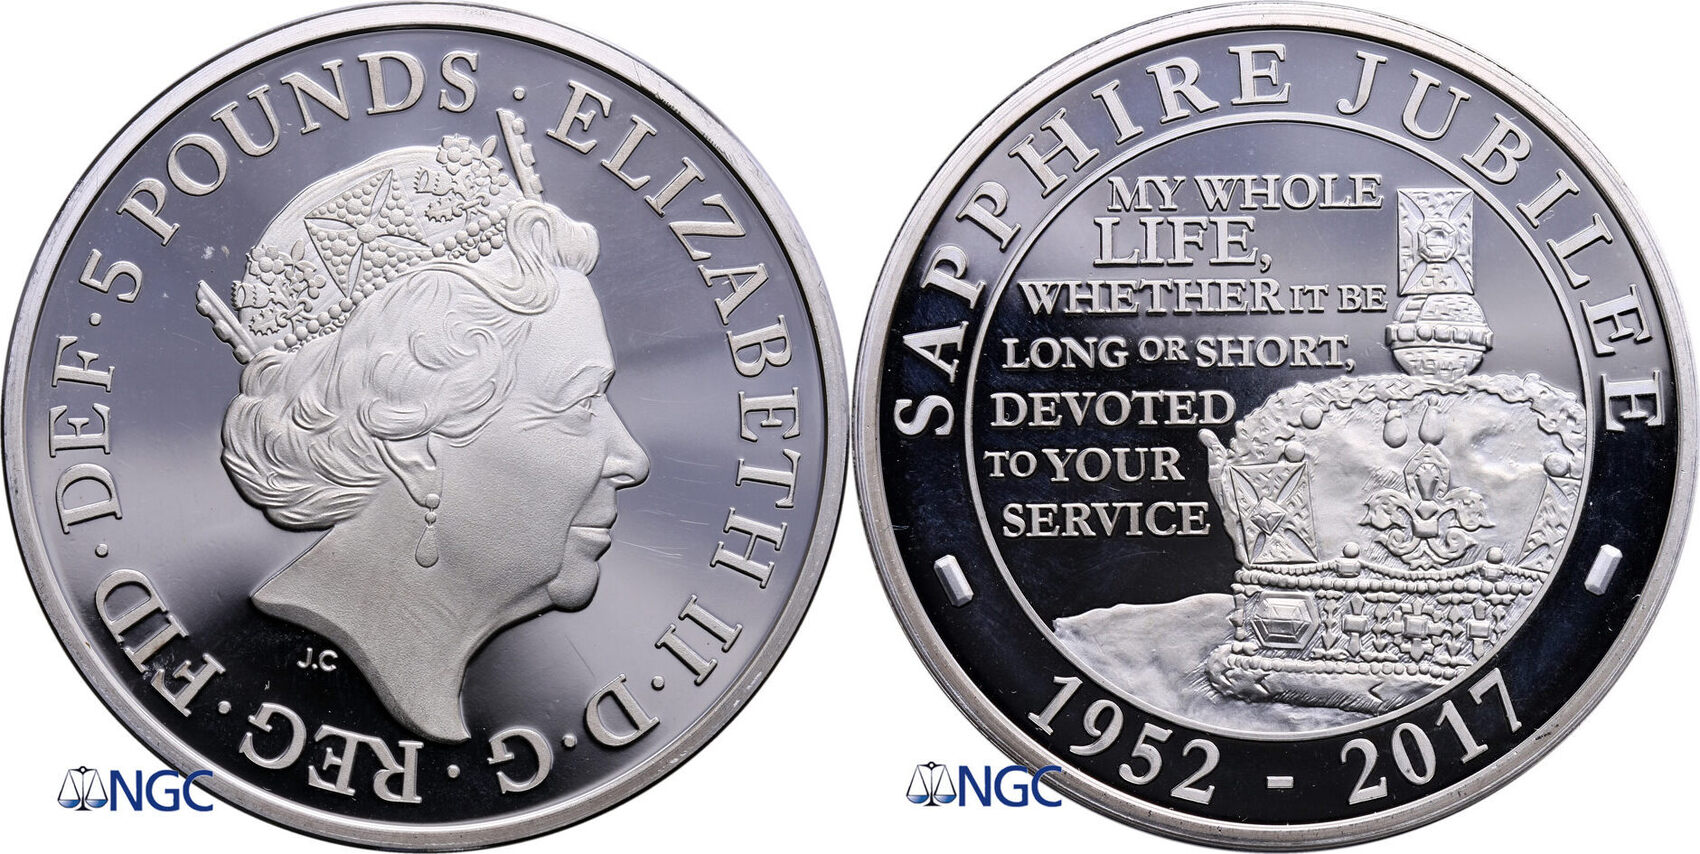 ELIZABETH II · D · G · REG · FID · DEF · 5 POUNDS ·
J.C
NGC
SAPPHIRE JUBILEE
MY WHOLE
LIFE,
WHETHER IT BE
LONG OR SHORT,
DEVOTED
TO YOUR
SERVICE
1952 - 2017
NGC